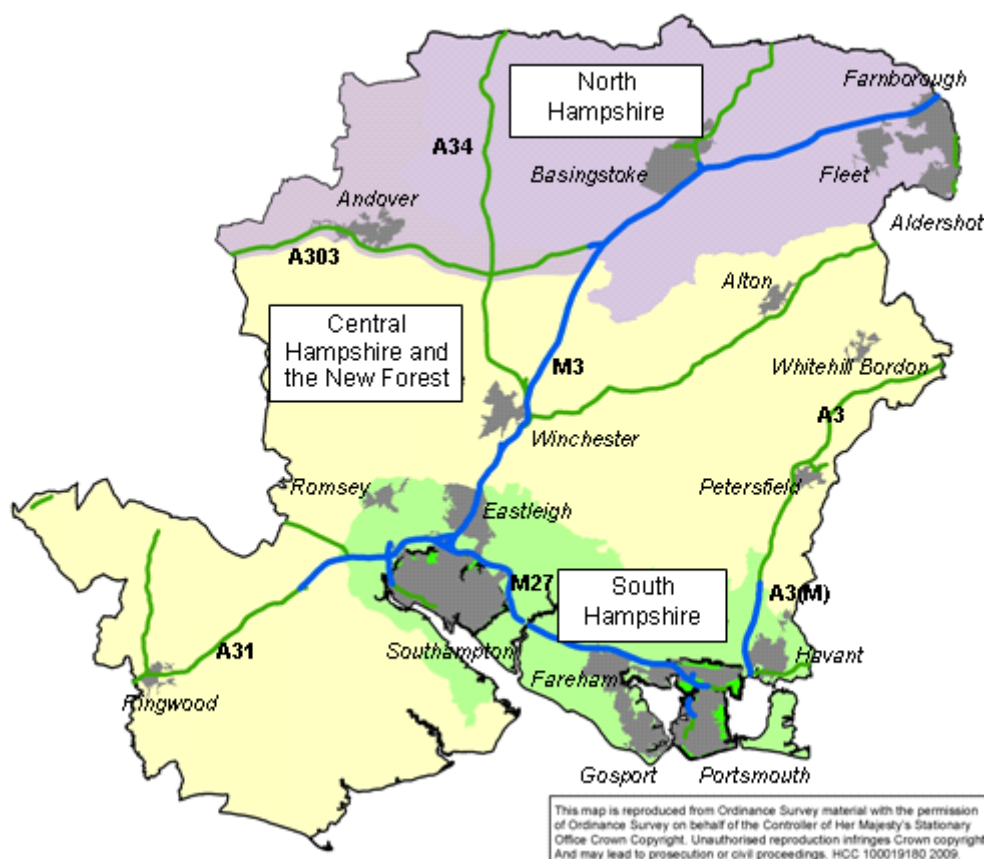 North
Hampshire
Farnborough
A34
Basingstoke
Fleet
Andover
Aldershot
A303
Alton
Central
Hampshire and
the New Forest
M3
Whitehill Bordon
A3
Winchester
Romsey
Petersfield
Eastleigh
M27
South
Hampshire
A3(M)
A31
Southampton
Havant
Fareham
Ringwood
Gosport
Portsmouth
This map is reproduced from Ordinance Survey material with the permission
of Ordinance Survey on behalf of the Controller of Her Majesty's Stationary
Office Crown Copyright. Unauthorised reproduction infringes Crown copyright
And may lead to prosecution or civil proceedings. HCC 100019180 2009.